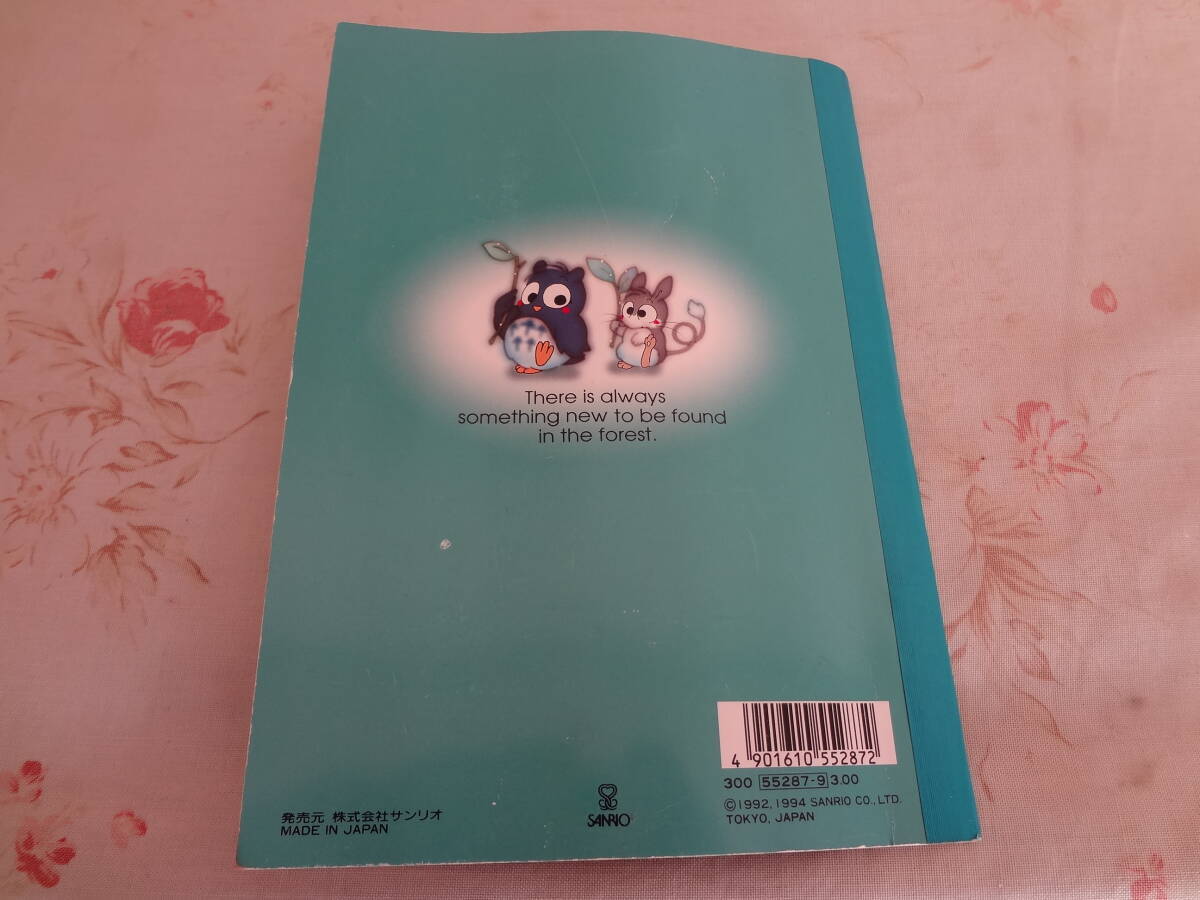 There is always
something new to be found
in the forest.
4 901610 552872
300 55287-9 3.00
©1992, 1994 SANRIO CO., LTD.
TOKYO, JAPAN
発売元 株式会社サンリオ
MADE IN JAPAN
SANRIO